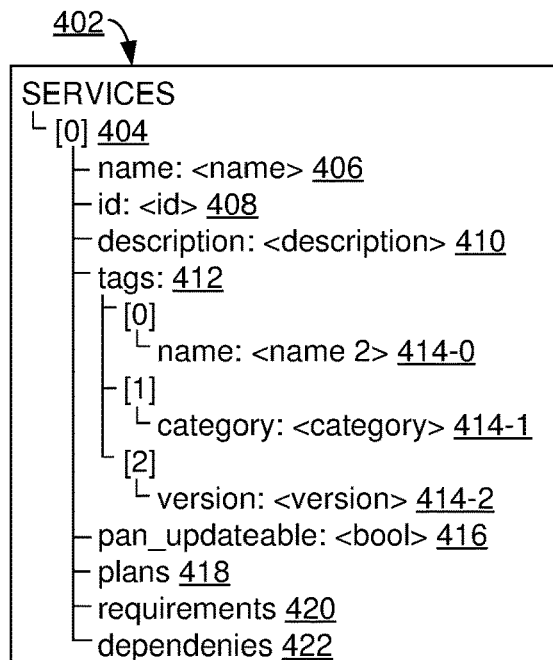 402
SERVICES
[0] 404
name: <name> 406
id: <id> 408
description: <description> 410
tags: 412
[0]
name: <name 2> 414-0
[1]
category: <category> 414-1
[2]
version: <version> 414-2
pan_updateable: <bool> 416
plans 418
requirements 420
dependenies 422